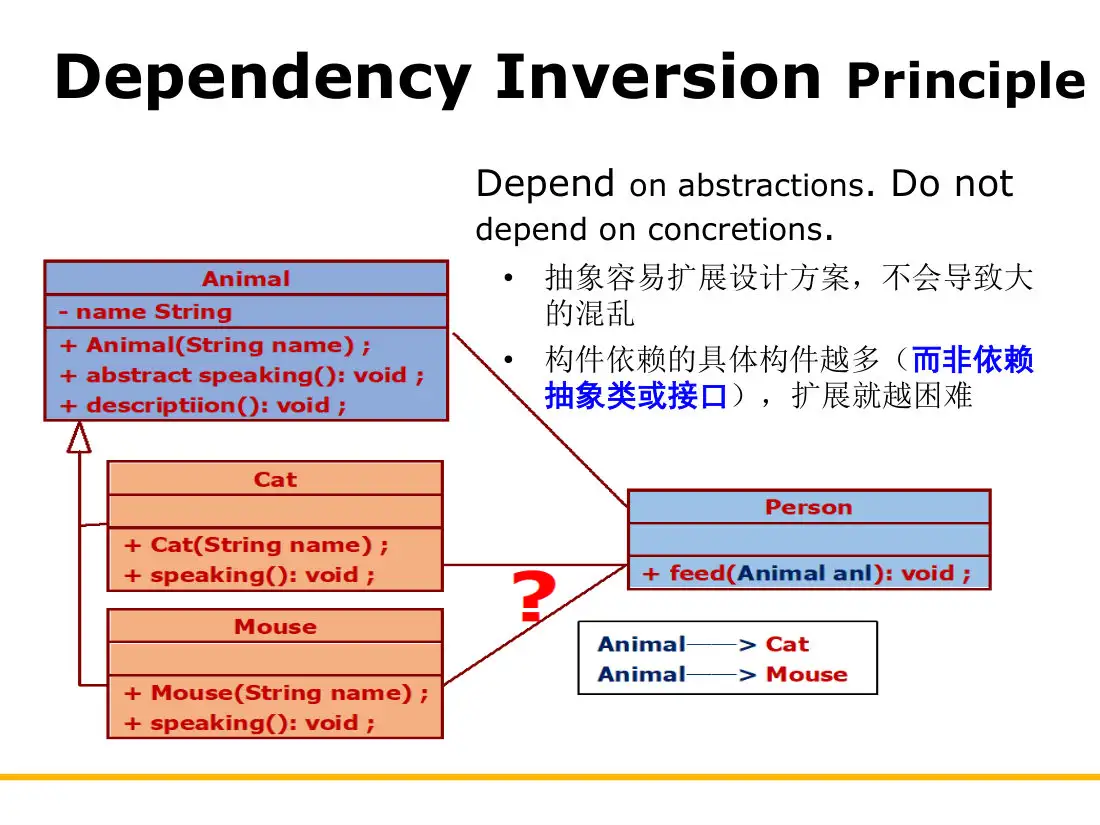 Dependency Inversion Principle
Depend on abstractions. Do not
depend on concretions.
• 抽象容易扩展设计方案，不会导致大
的混乱
• 构件依赖的具体构件越多（而非依赖
抽象类或接口），扩展就越困难
Animal
- name String
+ Animal(String name) ;
+ abstract speaking(): void ;
+ descriptiion(): void ;
Cat
+ Cat(String name) ;
+ speaking(): void ;
Mouse
+ Mouse(String name) ;
+ speaking(): void ;
?
Person
+ feed(Animal anl): void ;
Animal——> Cat
Animal——> Mouse